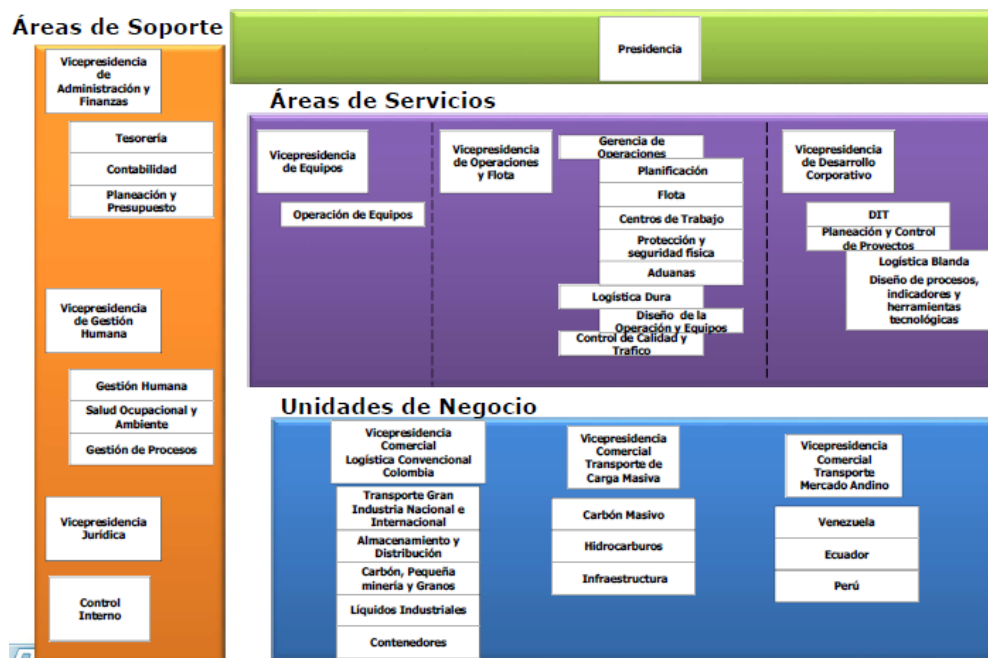 Áreas de Soporte
Vicepresidencia
de
Administración y
Finanzas
Tesorería
Contabilidad
Planeación y
Presupuesto
Vicepresidencia
de Gestión
Humana
Gestión Humana
Salud Ocupacional y
Ambiente
Gestión de Procesos
Vicepresidencia
Jurídica
Control
Interno
Presidencia
Áreas de Servicios
Vicepresidencia
de Equipos
Operación de Equipos
Vicepresidencia
de Operaciones
y Flota
Gerencia de
Operaciones
Planificación
Flota
Centros de Trabajo
Protección y
seguridad física
Aduanas
Logística Dura
Diseño de la
Operación y Equipos
Control de Calidad y
Trafico
Vicepresidencia
de Desarrollo
Corporativo
DIT
Planeación y Control
de Proyectos
Logística Blanda
Diseño de procesos,
indicadores y
herramientas
tecnológicas
Unidades de Negocio
Vicepresidencia
Comercial
Logística Convencional
Colombia
Transporte Gran
Industria Nacional e
Internacional
Almacenamiento y
Distribución
Carbón, Pequeña
minería y Granos
Líquidos Industriales
Contenedores
Vicepresidencia
Comercial
Transporte de
Carga Masiva
Carbón Masivo
Hidrocarburos
Infraestructura
Vicepresidencia
Comercial
Transporte
Mercado Andino
Venezuela
Ecuador
Perú